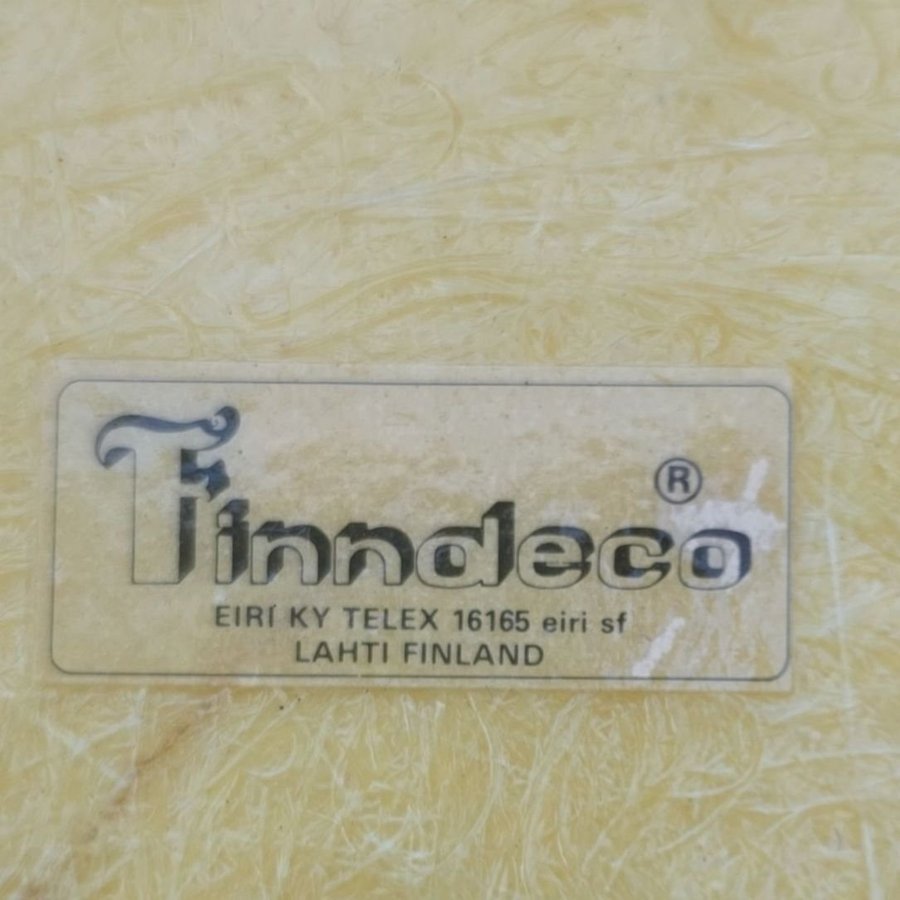 Finndeco ®
EIRÍ KY TELEX 16165 eiri sf
LAHTI FINLAND